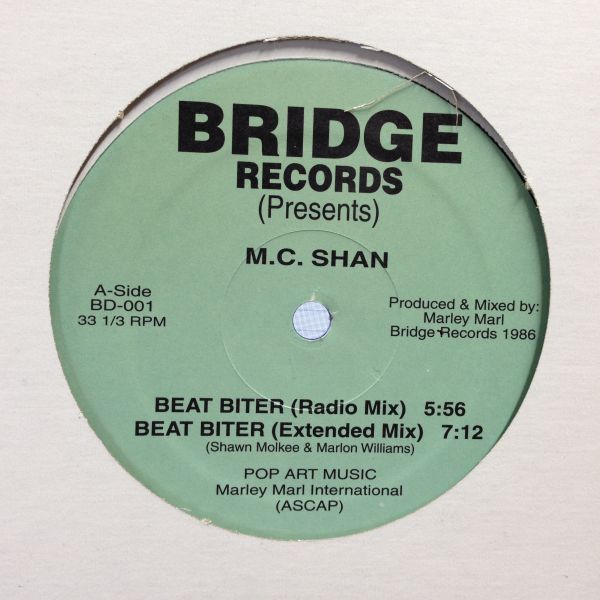 BRIDGE
RECORDS
(Presents)
M.C. SHAN
A-Side
BD-001
33 1/3 RPM
Produced & Mixed by:
Marley Marl
Bridge Records 1986
BEAT BITER (Radio Mix) 5:56
BEAT BITER (Extended Mix) 7:12
(Shawn Molkee & Marlon Williams)
POP ART MUSIC
Marley Marl International
(ASCAP)